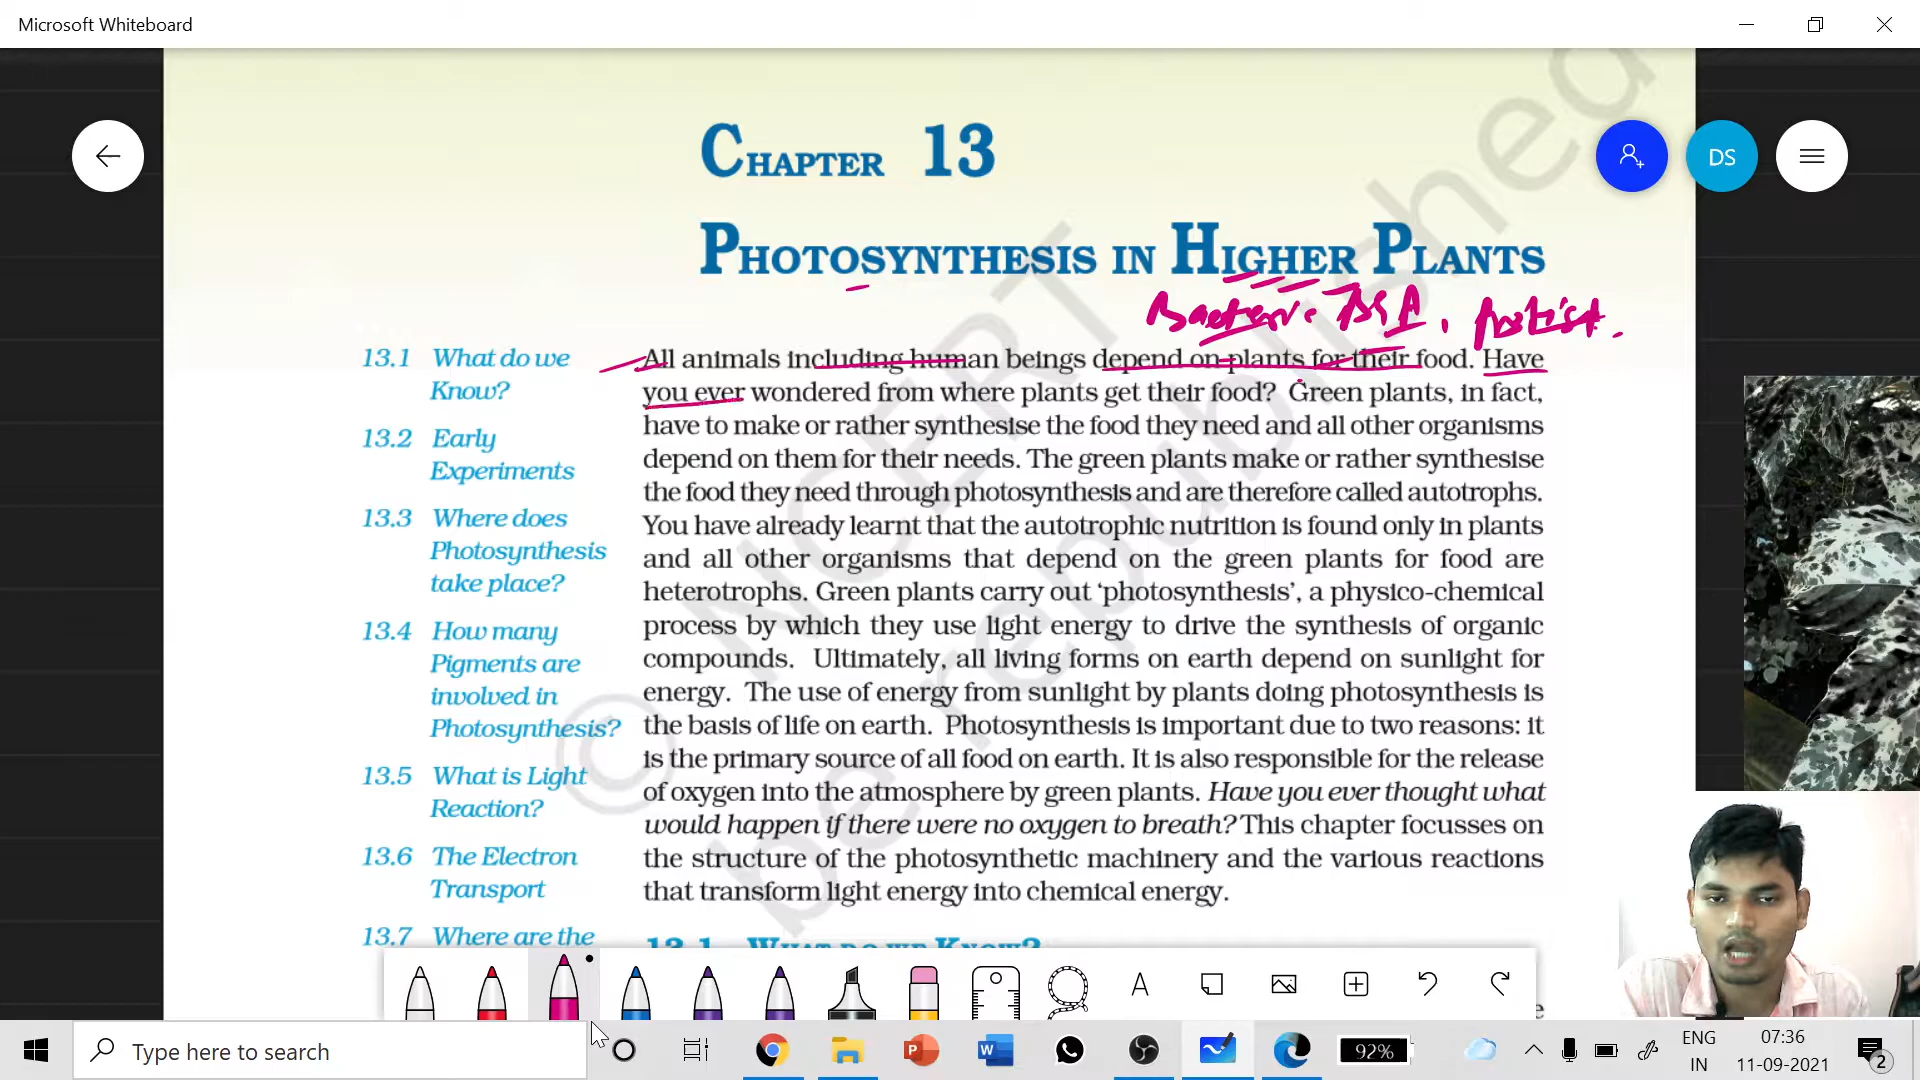 Microsoft Whiteboard
CHAPTER 13
PHOTOSYNTHESIS IN HIGHER PLANTS
Bacteria BGA, protist.
DS
13.1 What do we
Know?
13.2 Early
Experiments
13.3 Where does
Photosynthesis
take place?
13.4 How many
Pigments are
involved in
Photosynthesis?
13.5 What is Light
Reaction?
13.6 The Electron
Transport
13.7 Where are the
All animals including human beings depend on plants for their food. Have
you ever wondered from where plants get their food? Green plants, in fact,
have to make or rather synthesise the food they need and all other organisms
depend on them for their needs. The green plants make or rather synthesise
the food they need through photosynthesis and are therefore called autotrophs.
You have already learnt that the autotrophic nutrition is found only in plants
and all other organisms that depend on the green plants for food are
heterotrophs. Green plants carry out ‘photosynthesis’, a physico-chemical
process by which they use light energy to drive the synthesis of organic
compounds. Ultimately, all living forms on earth depend on sunlight for
energy. The use of energy from sunlight by plants doing photosynthesis is
the basis of life on earth. Photosynthesis is important due to two reasons: it
is the primary source of all food on earth. It is also responsible for the release
of oxygen into the atmosphere by green plants. Have you ever thought what
would happen if there were no oxygen to breath? This chapter focusses on
the structure of the photosynthetic machinery and the various reactions
that transform light energy into chemical energy.
13.1 WHAT DO WE KNOW?
© NCERT
be republished
Type here to search
92%
ENG
IN
07:36
11-09-2021
2